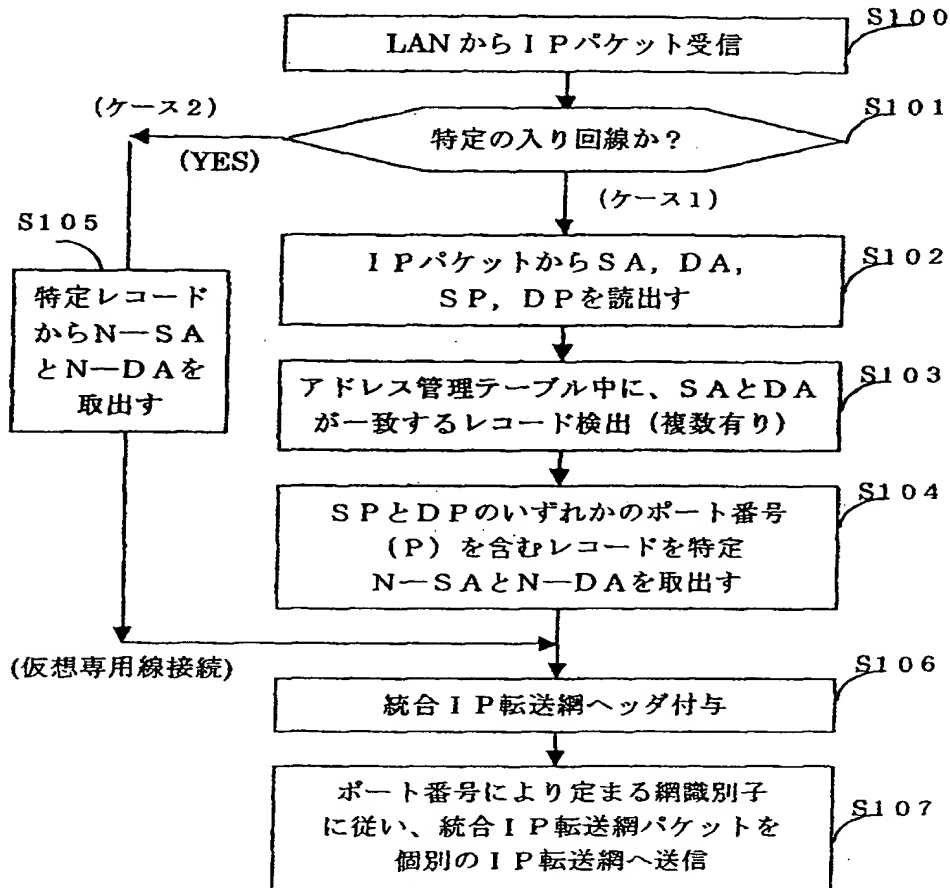 S100
LANからIPパケット受信
(ケース2)
S101
特定の入り回線か?
(YES)
(ケース1)
S105
S102
IPパケットからSA, DA,
SP, DPを読出す
特定レコード
からN—SA
とN—DAを
取出す
S103
アドレス管理テーブル中に、SAとDA
が一致するレコード検出(複数有り)
S104
SPとDPのいずれかのポート番号
(P)を含むレコードを特定
N—SAとN—DAを取出す
(仮想専用線接続)
S106
統合IP転送網ヘッダ付与
S107
ポート番号により定まる網識別子
に従い、統合IP転送網パケットを
個別のIP転送網へ送信